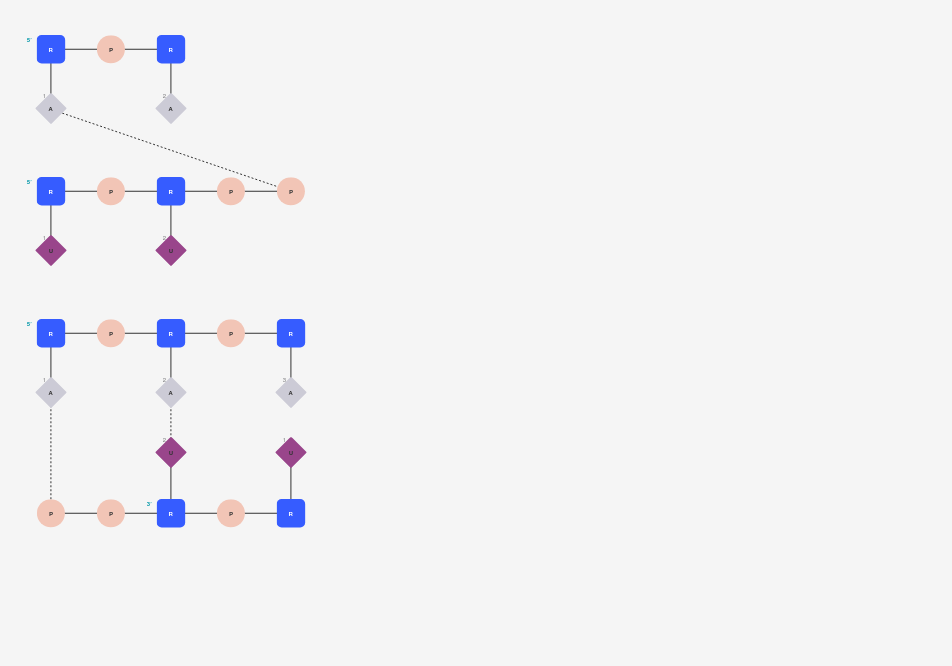 5'
R P R
1 2
A A
5'
R P R P P
1 2
U U
5'
R P R P R
1 2 3
A A A
2 1
U U
3'
P P R P R